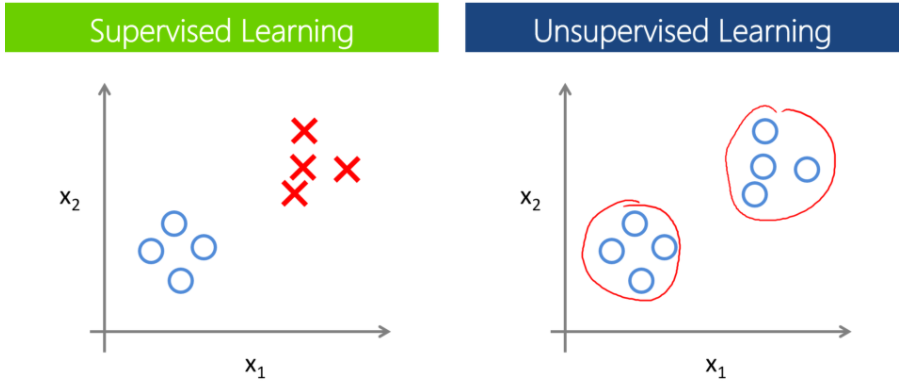 Supervised Learning
Unsupervised Learning
x₂
x₁
x₂
x₁